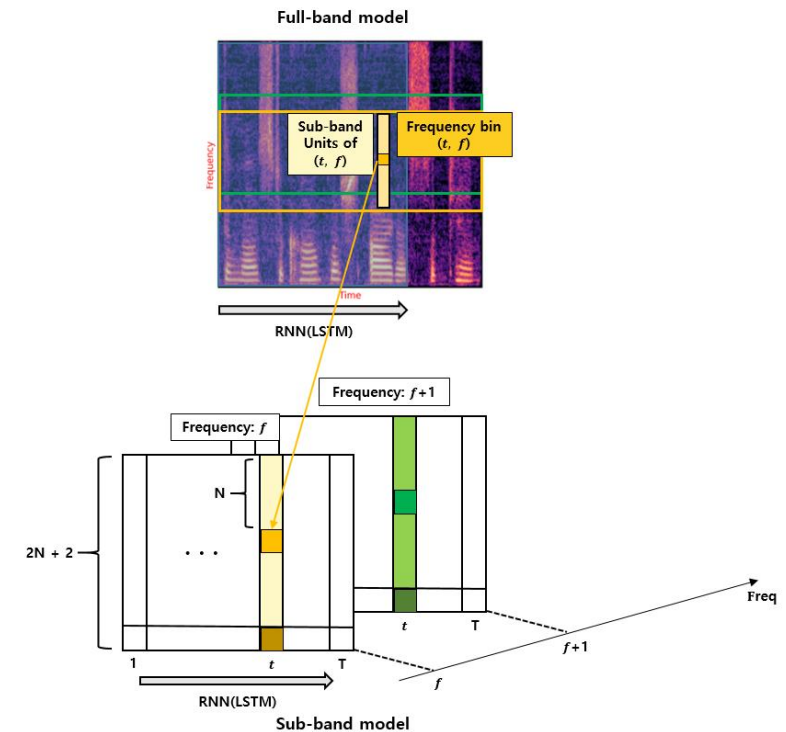 Full-band model
Frequency
Sub-band
Units of
(t, f)
Frequency bin
(t, f)
Time
RNN(LSTM)
Frequency: f+1
Frequency: f
N
2N + 2
. . .
Freq
t
T
f+1
1
t
T
f
RNN(LSTM)
Sub-band model